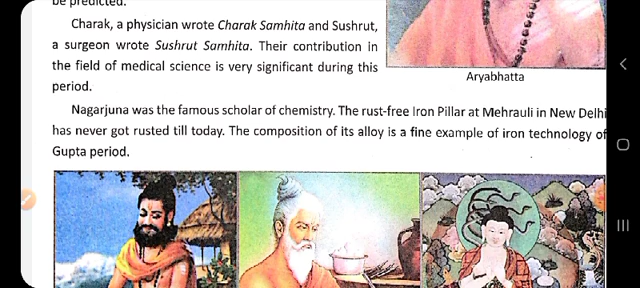 be predicted.
Charak, a physician wrote Charak Samhita and Sushrut,
a surgeon wrote Sushrut Samhita. Their contribution in
the field of medical science is very significant during this
period.
Aryabhatta
Nagarjuna was the famous scholar of chemistry. The rust-free Iron Pillar at Mehrauli in New Delhi
has never got rusted till today. The composition of its alloy is a fine example of iron technology of
Gupta period.